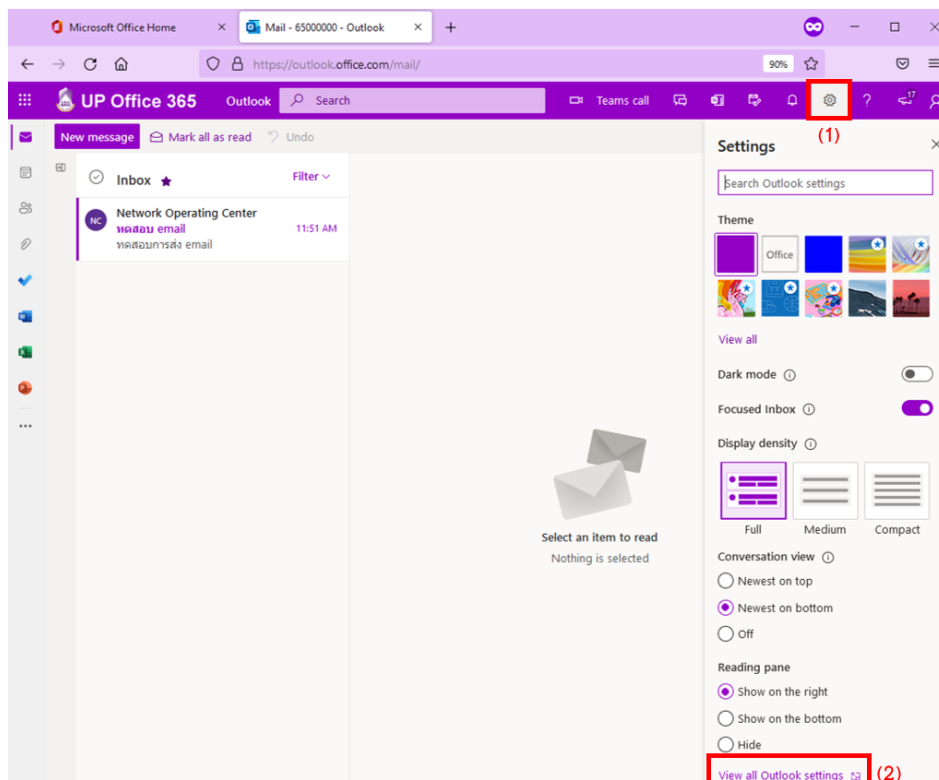 Microsoft Office Home
Mail - 65000000 - Outlook
https://outlook.office.com/mail/
90%
UP Office 365
Outlook
Search
Teams call
17
(1)
New message
Mark all as read
Undo
Settings
Search Outlook settings
Inbox
Filter
NC
Network Operating Center
ทดสอบ email
11:51 AM
ทดสอบการส่ง email
Theme
Office
View all
Dark mode
Focused Inbox
Display density
Full
Medium
Compact
Select an item to read
Nothing is selected
Conversation view
Newest on top
Newest on bottom
Off
Reading pane
Show on the right
Show on the bottom
Hide
View all Outlook settings
(2)